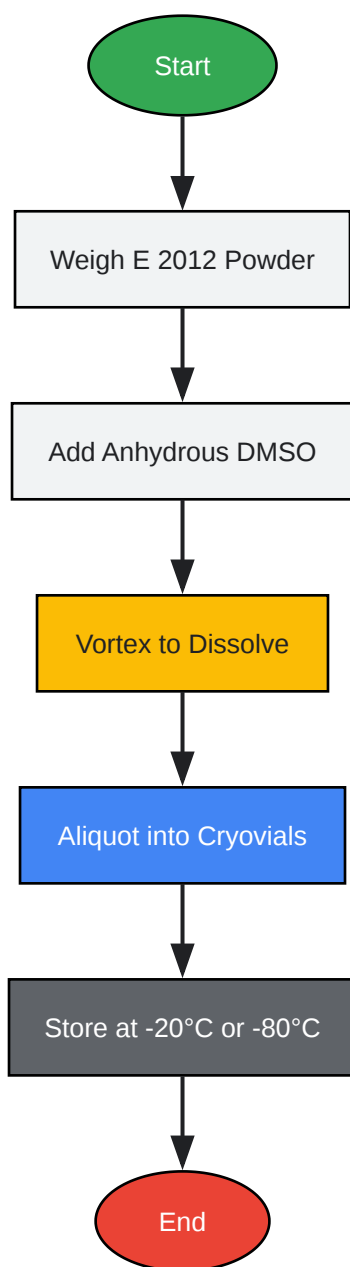 Start
Weigh E 2012 Powder
Add Anhydrous DMSO
Vortex to Dissolve
Aliquot into Cryovials
Store at -20°C or -80°C
End